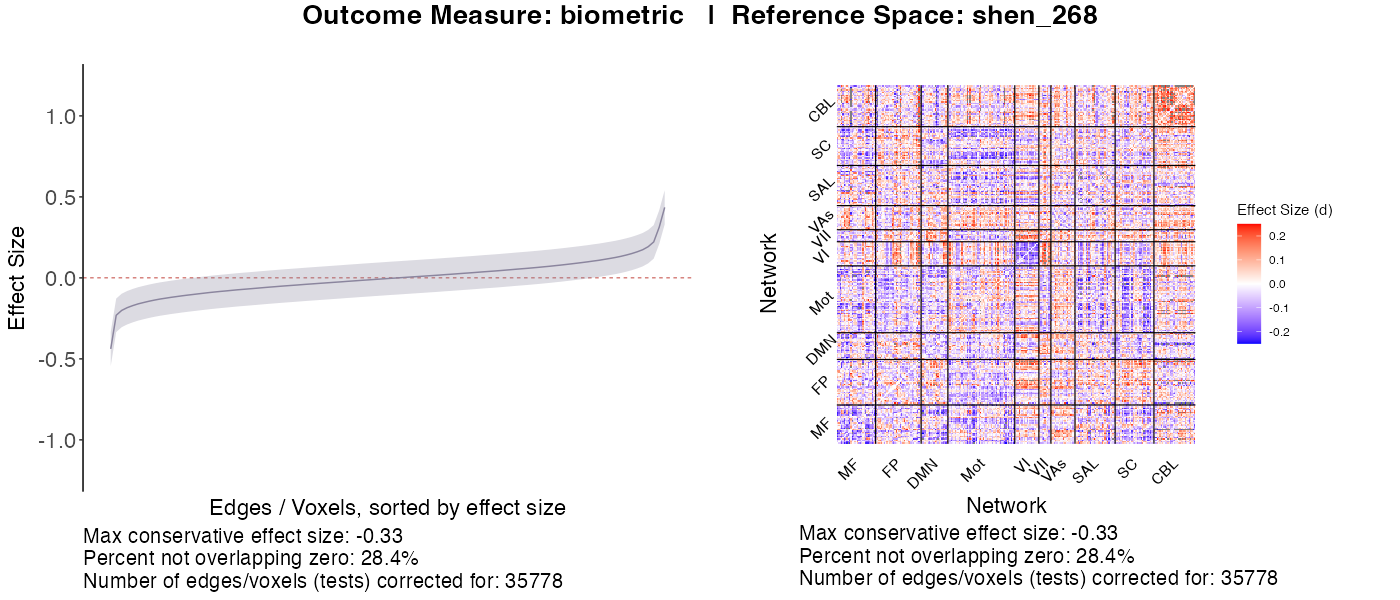 Outcome Measure: biometric | Reference Space: shen_268
1.0
0.5
0.0
-0.5
-1.0
Effect Size
Edges / Voxels, sorted by effect size
Max conservative effect size: -0.33
Percent not overlapping zero: 28.4%
Number of edges/voxels (tests) corrected for: 35778
Network
CBL
SC
SAL
VAs
VII
VI
Mot
DMN
FP
MF
MF
FP
DMN
Mot
VI
VII
VAs
SAL
SC
CBL
Network
Max conservative effect size: -0.33
Percent not overlapping zero: 28.4%
Number of edges/voxels (tests) corrected for: 35778
Effect Size (d)
0.2
0.1
0.0
-0.1
-0.2